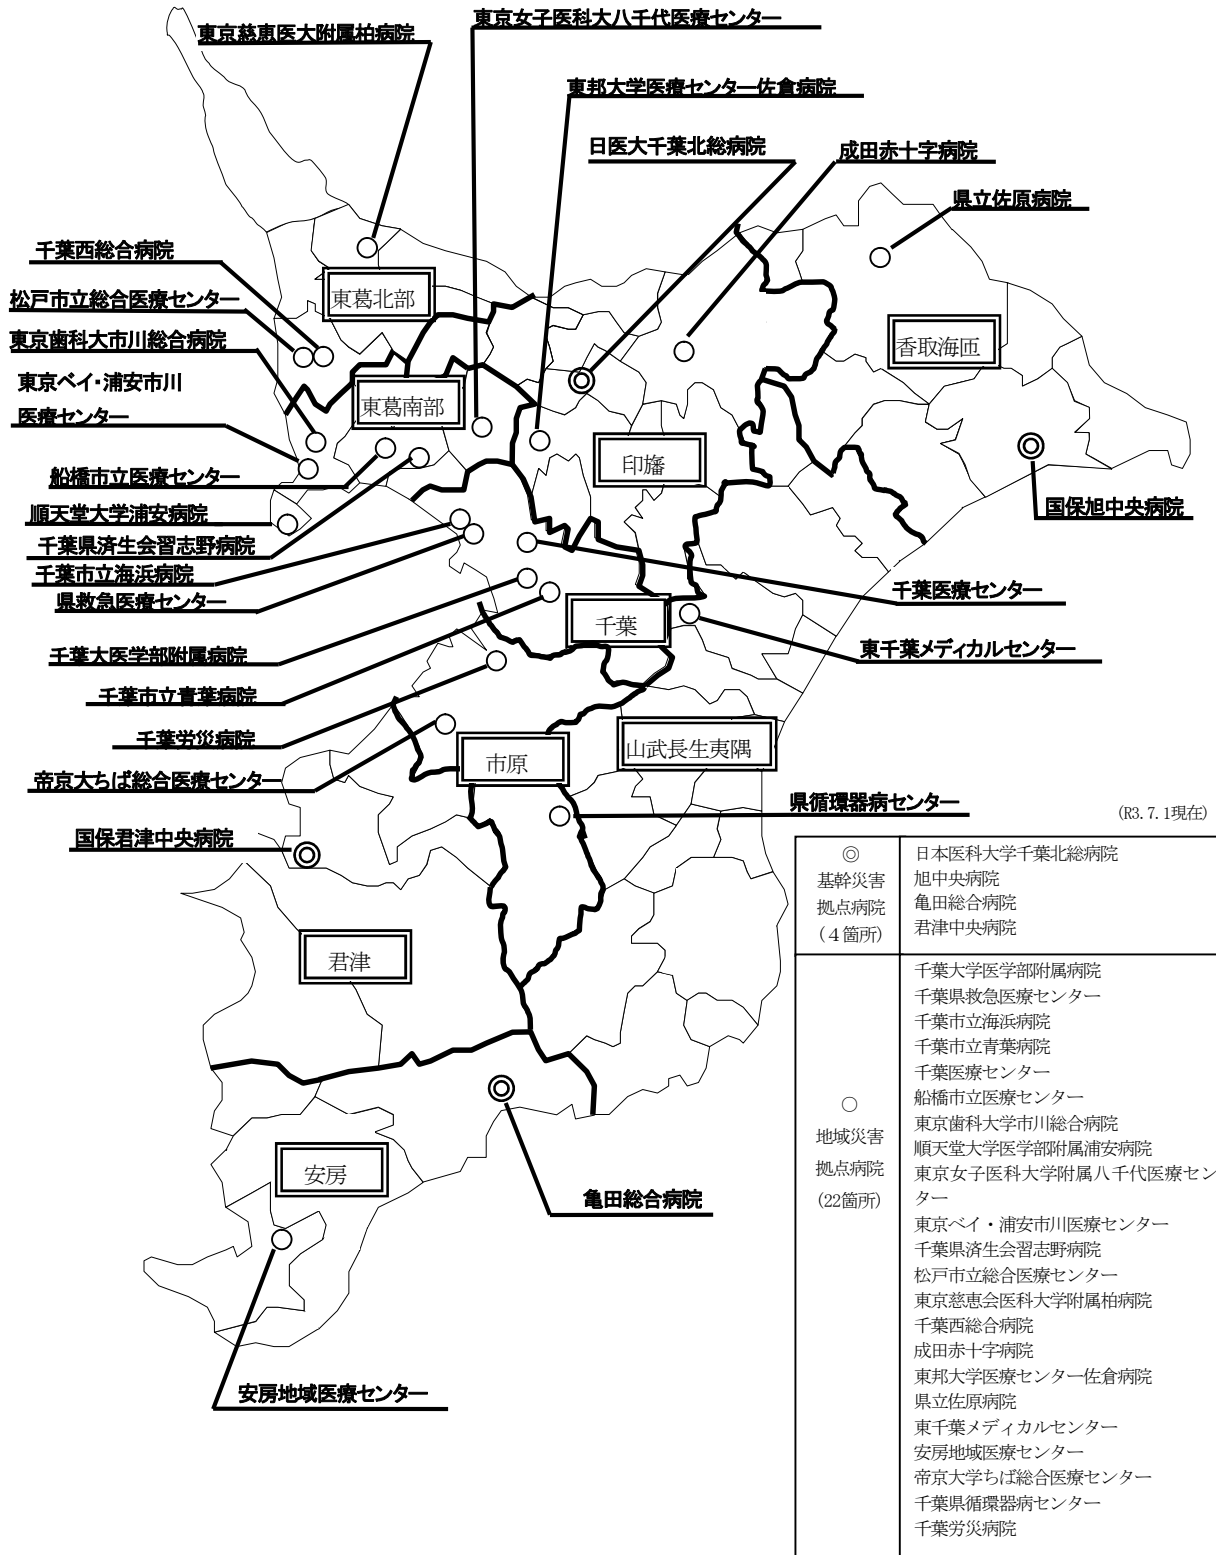 東京女子医科大八千代医療センター
東京慈恵医大附属柏病院
東邦大学医療センター佐倉病院
日医大千葉北総病院
成田赤十字病院
県立佐原病院
千葉西総合病院
東葛北部
松戸市立総合医療センター
香取海匝
東京歯科大市川総合病院
東京ベイ・浦安市川
医療センター
東葛南部
印旛
船橋市立医療センター
国保旭中央病院
順天堂大学浦安病院
千葉県済生会習志野病院
千葉市立海浜病院
県救急医療センター
千葉医療センター
千葉
千葉大医学部附属病院
東千葉メディカルセンター
千葉市立青葉病院
千葉労災病院
山武長生夷隅
市原
帝京大ちば総合医療センター
県循環器病センター
国保君津中央病院
君津
安房
亀田総合病院
安房地域医療センター
(R3.7.1現在)
◎
基幹災害
拠点病院
(４箇所)
日本医科大学千葉北総病院
旭中央病院
亀田総合病院
君津中央病院
○
地域災害
拠点病院
(22箇所)
千葉大学医学部附属病院
千葉県救急医療センター
千葉市立海浜病院
千葉市立青葉病院
千葉医療センター
船橋市立医療センター
東京歯科大学市川総合病院
順天堂大学医学部附属浦安病院
東京女子医科大学附属八千代医療セン
ター
東京ベイ・浦安市川医療センター
千葉県済生会習志野病院
松戸市立総合医療センター
東京慈恵会医科大学附属柏病院
千葉西総合病院
成田赤十字病院
東邦大学医療センター佐倉病院
県立佐原病院
東千葉メディカルセンター
安房地域医療センター
帝京大学ちば総合医療センター
千葉県循環器病センター
千葉労災病院